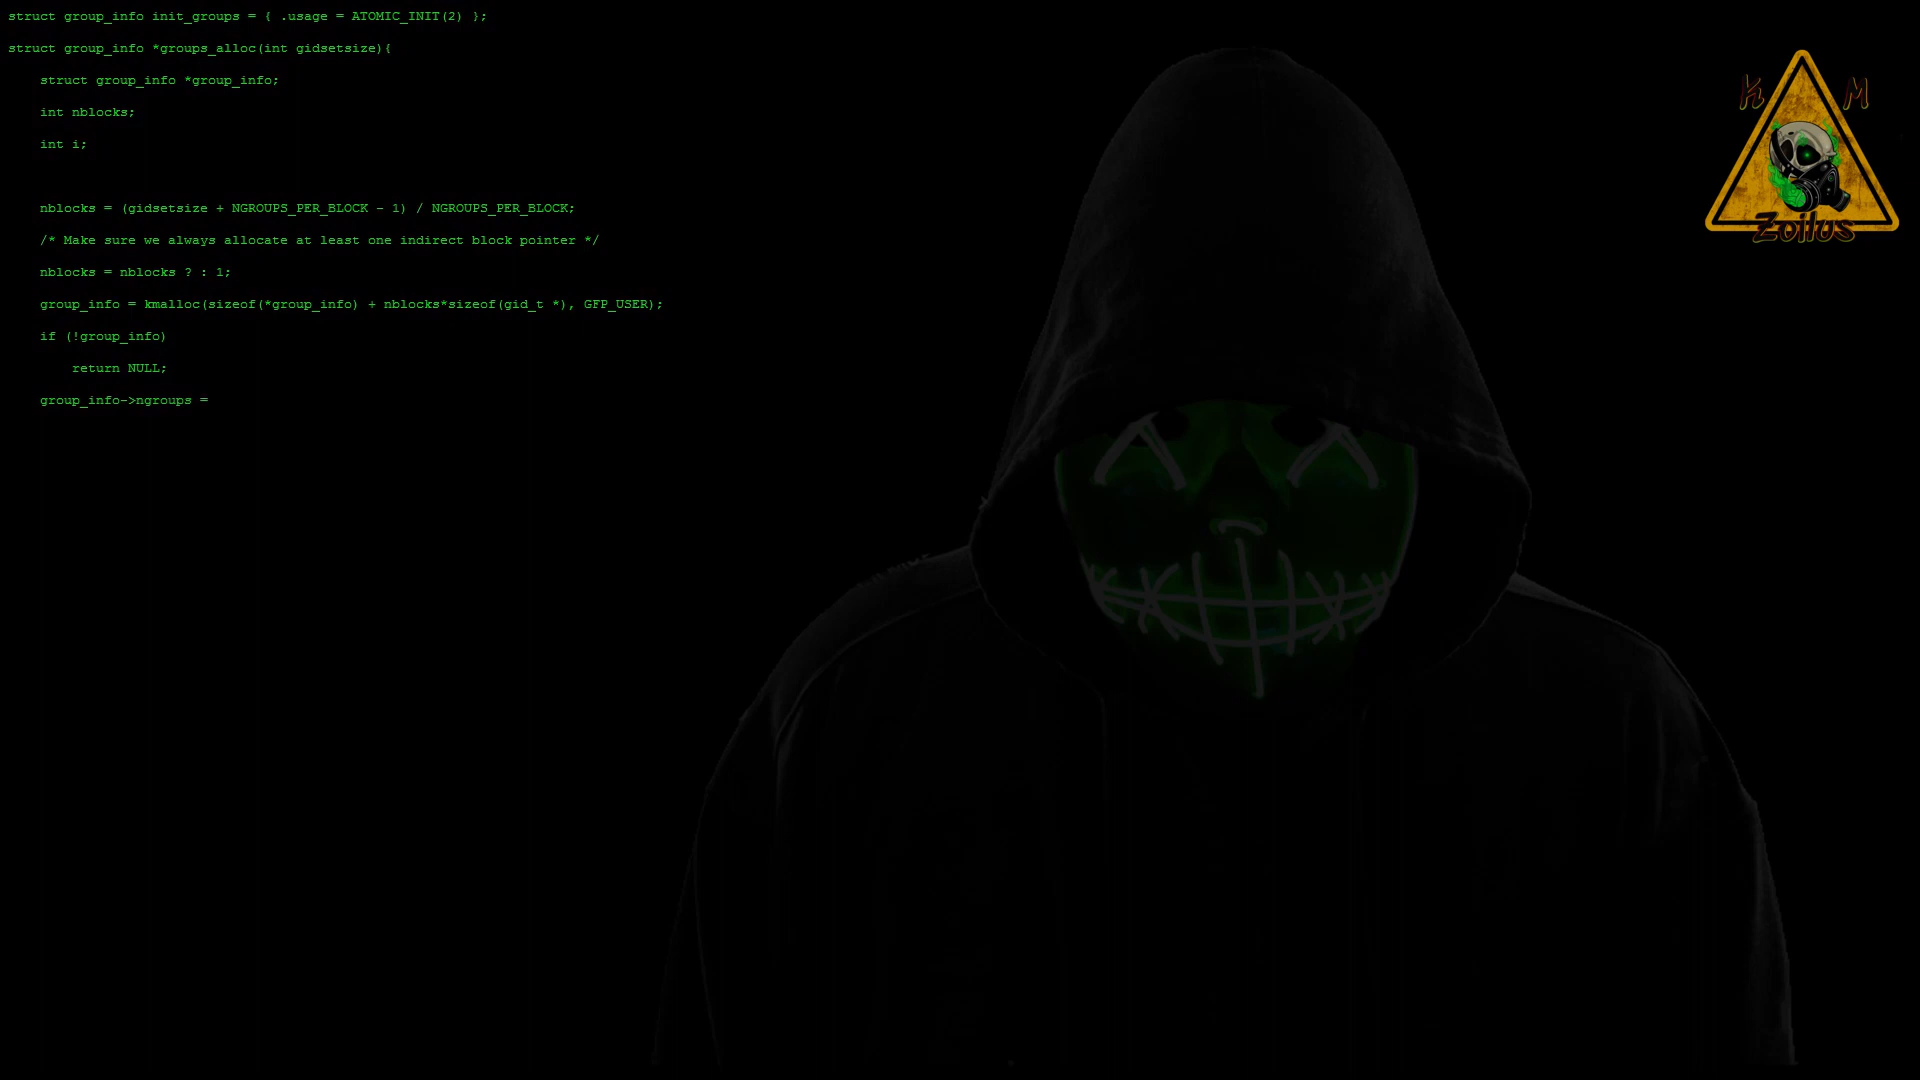 struct group_info init_groups = { .usage = ATOMIC_INIT(2) };
struct group_info *groups_alloc(int gidsetsize){
    struct group_info *group_info;
    int nblocks;
    int i;
    nblocks = (gidsetsize + NGROUPS_PER_BLOCK - 1) / NGROUPS_PER_BLOCK;
    /* Make sure we always allocate at least one indirect block pointer */
    nblocks = nblocks ? : 1;
    group_info = kmalloc(sizeof(*group_info) + nblocks*sizeof(gid_t *), GFP_USER);
    if (!group_info)
        return NULL;
    group_info->ngroups =
K M
Zoilus